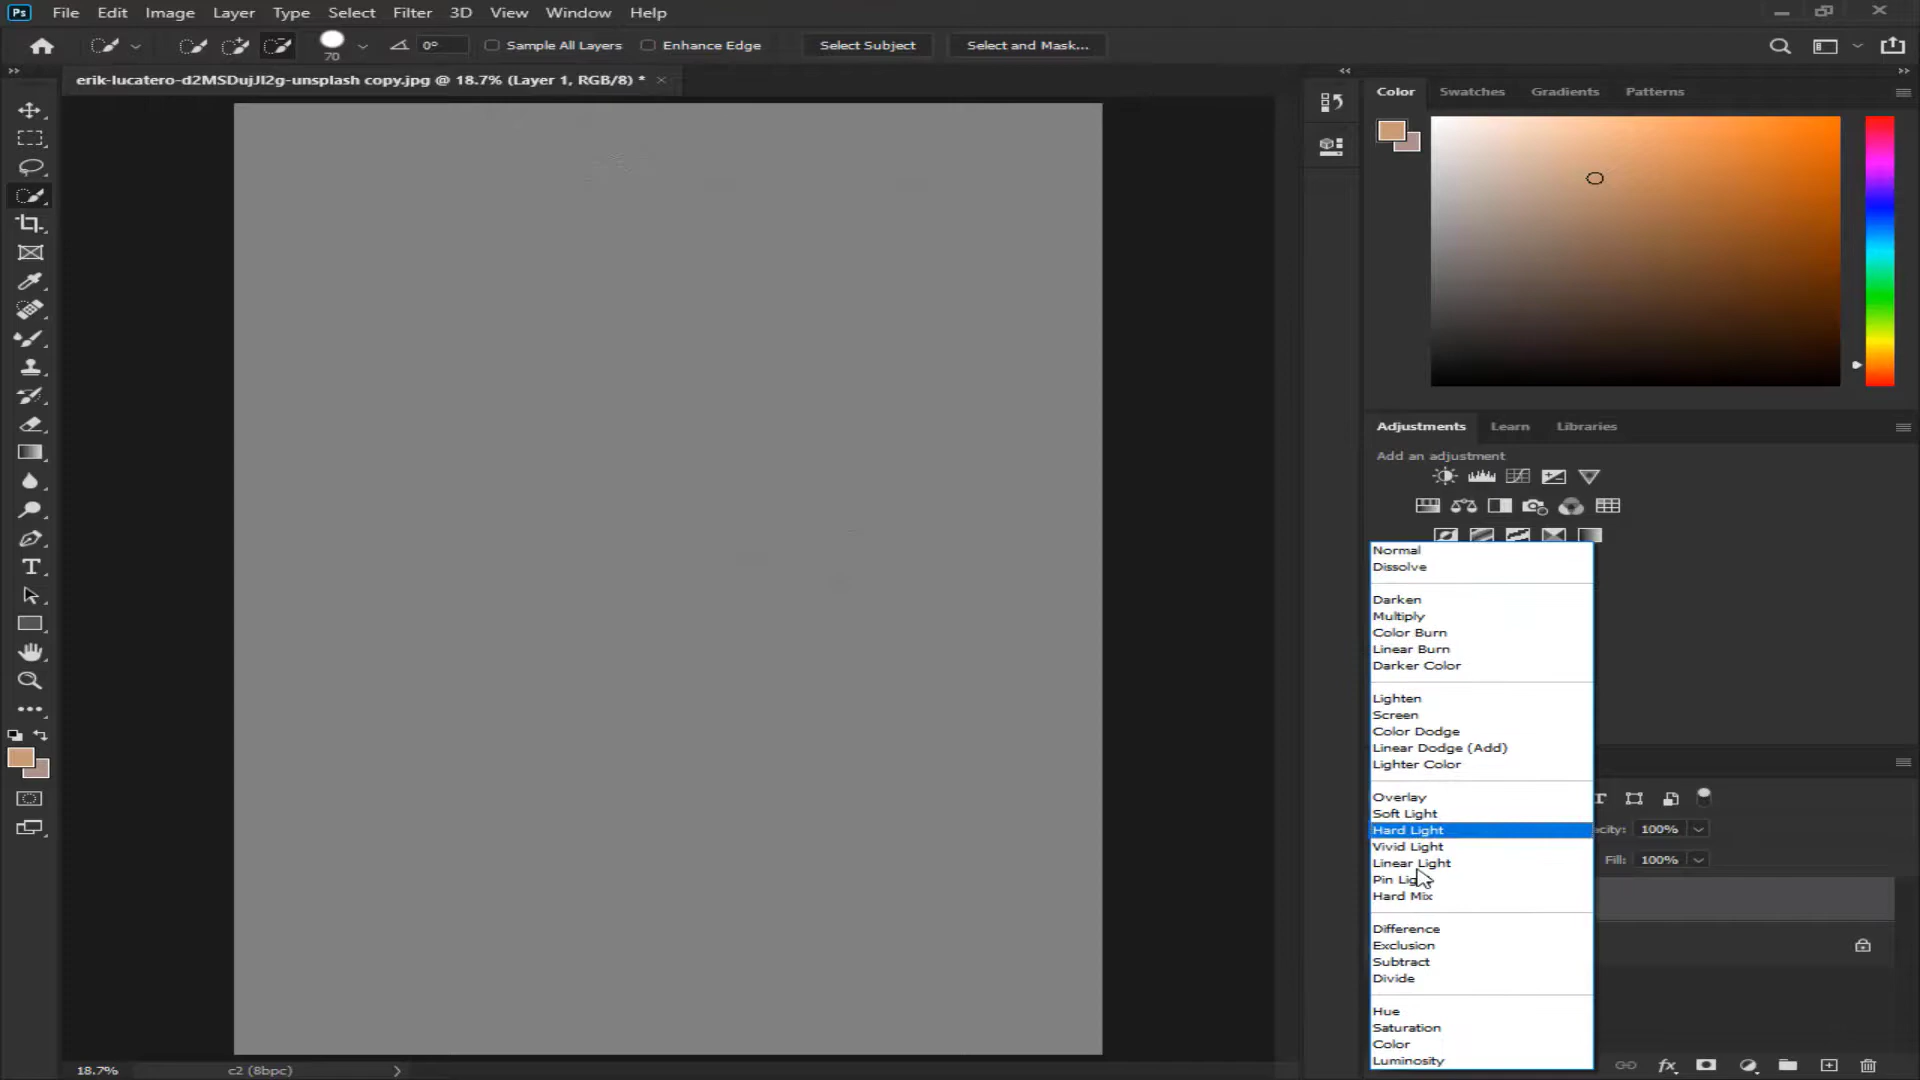 Ps File Edit Image Layer Type Select Filter 3D View Window Help
70 0° Sample All Layers Enhance Edge Select Subject Select and Mask...
erik-lucatero-d2MSDujJl2g-unsplash copy.jpg @ 18.7% (Layer 1, RGB/8) *
Color Swatches Gradients Patterns
Adjustments Learn Libraries
Add an adjustment
Normal
Dissolve
Darken
Multiply
Color Burn
Linear Burn
Darker Color
Lighten
Screen
Color Dodge
Linear Dodge (Add)
Lighter Color
Overlay
Soft Light
Hard Light
Vivid Light
Linear Light
Pin Light
Hard Mix
Difference
Exclusion
Subtract
Divide
Hue
Saturation
Color
Luminosity
100%
Fill: 100%
18.7% c2 (8bpc)